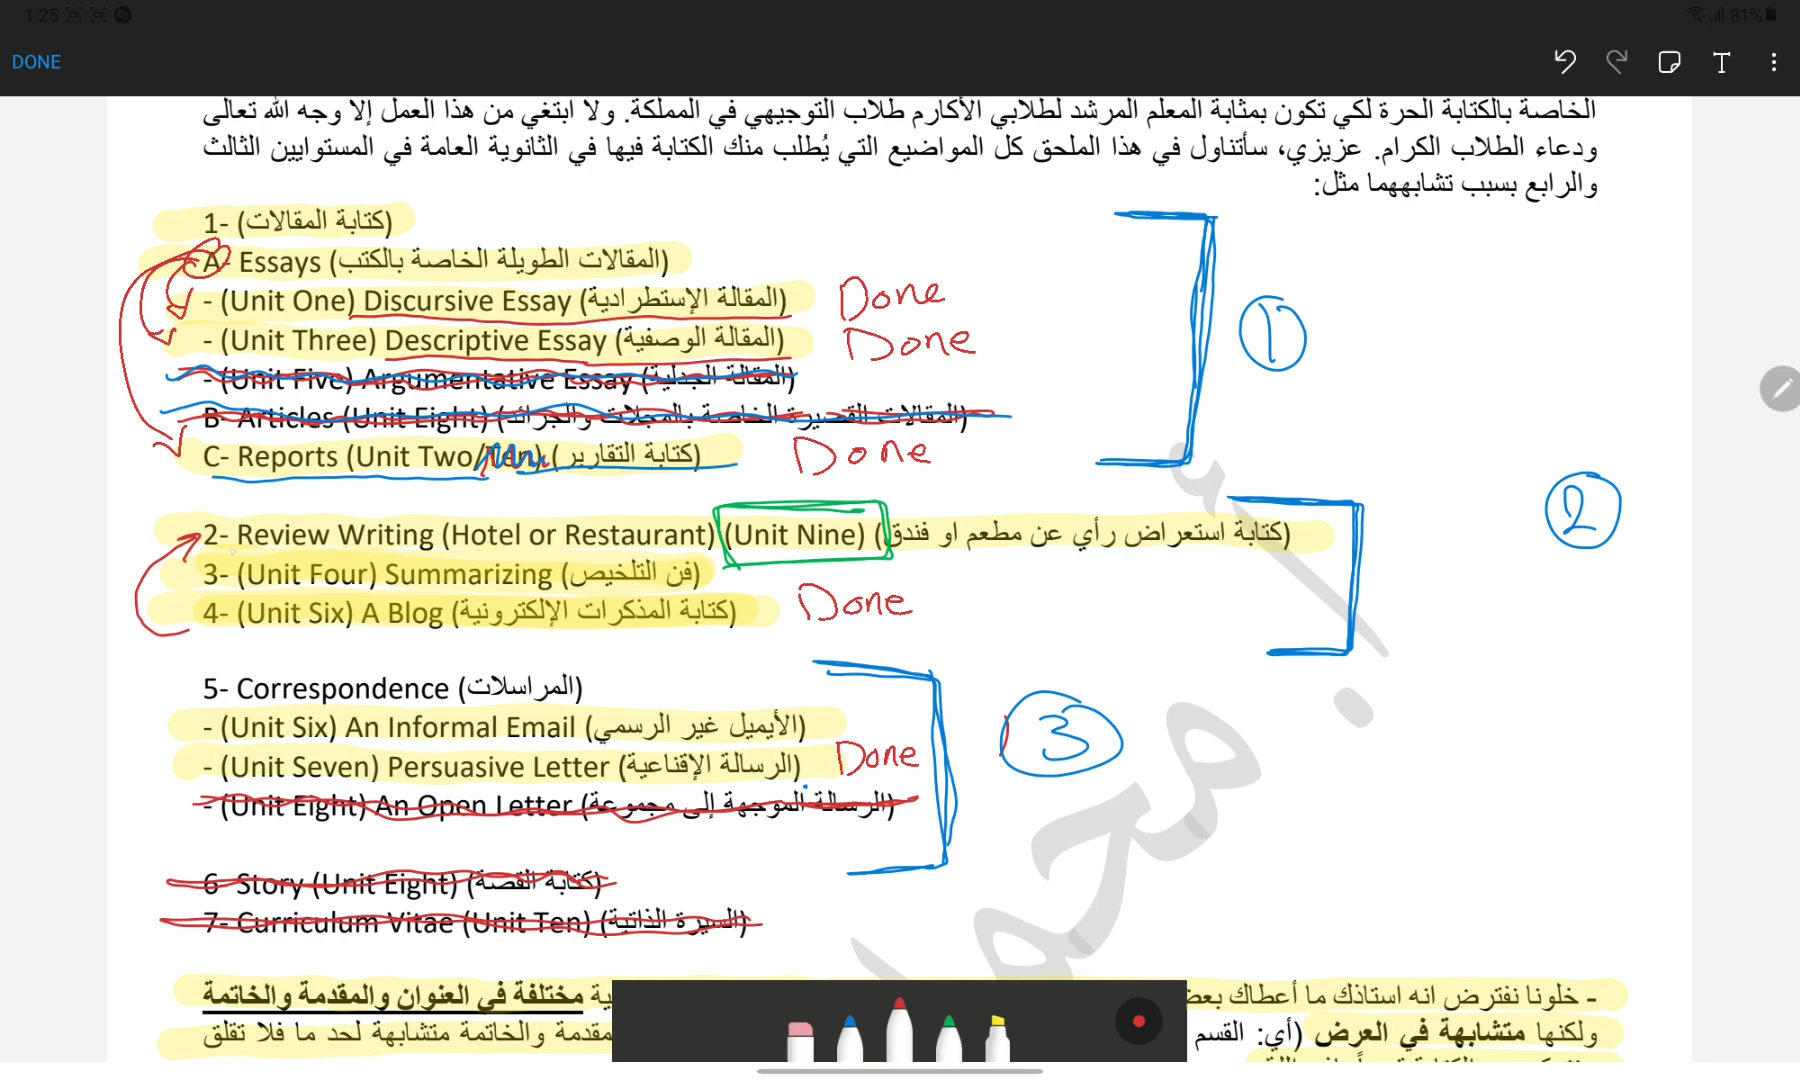 1:25
81%
DONE
الخاصة بالكتابة الحرة لكي تكون بمثابة المعلم المرشد لطلابي الأكارم طلاب التوجيهي في المملكة. ولا ابتغي من هذا العمل إلا وجه الله تعالى
ودعاء الطلاب الكرام. عزيزي، سأتناول في هذا الملحق كل المواضيع التي يُطلب منك الكتابة فيها في الثانوية العامة في المستوايين الثالث
والرابع بسبب تشابههما مثل:
1- (كتابة المقالات)
A- Essays (المقالات الطويلة الخاصة بالكتب)
- (Unit One) Discursive Essay (المقالة الإستطرادية) Done
- (Unit Three) Descriptive Essay (المقالة الوصفية) Done
1
- (Unit Five) Argumentative Essay (المقالة الجدلية)
B- Articles (Unit Eight) (المقالات القصيرة الخاصة بالمجلات والجرائد)
C- Reports (Unit Two/Ten) (كتابة التقارير) Done
2
2- Review Writing (Hotel or Restaurant) (Unit Nine) (كتابة استعراض رأي عن مطعم او فندق)
3- (Unit Four) Summarizing (فن التلخيص)
4- (Unit Six) A Blog (كتابة المذكرات الإلكترونية) Done
5- Correspondence (المراسلات)
- (Unit Six) An Informal Email (الأيميل غير الرسمي)
3
- (Unit Seven) Persuasive Letter (الرسالة الإقناعية) Done
- (Unit Eight) An Open Letter (الرسالة الموجهة إلى مجموعة)
6- Story (Unit Eight) (كتابة القصة)
7- Curriculum Vitae (Unit Ten) (السيرة الذاتية)
- خلونا نفترض انه استاذك ما أعطاك مختلفة في العنوان والمقدمة والخاتمة
ولكنها متشابهة في العرض (أي: القسم والخاتمة متشابهة لحد ما فلا تقلق